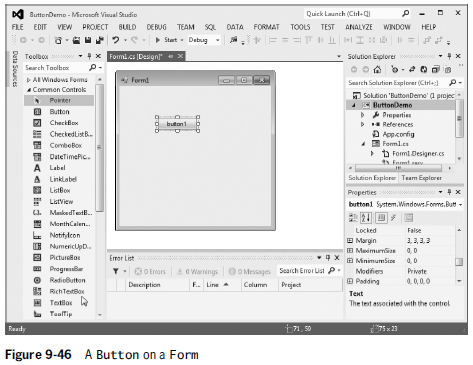 ButtonDemo - Microsoft Visual Studio
Quick Launch (Ctrl+Q)
FILE EDIT VIEW PROJECT BUILD DEBUG TEAM SQL DATA FORMAT TOOLS TEST ANALYZE WINDOW HELP
Start Debug
Data Sources
Toolbox
Search Toolbox
All Windows Forms
Common Controls
Pointer
Button
CheckBox
CheckedListB...
ComboBox
DateTimePic...
Label
LinkLabel
ListBox
ListView
MaskedTextB...
MonthCalen...
NotifyIcon
NumericUpD...
PictureBox
ProgressBar
RadioButton
RichTextBox
TextBox
ToolTip
Form1.cs [Design]*
Form1
button1
Error List
0 Errors 0 Warnings 0 Messages Search Error List
Description F... Line Column Project
Solution Explorer
Search Solution Explorer (Ctrl+;)
Solution 'ButtonDemo' (1 projec
ButtonDemo
Properties
References
App.config
Form1.cs
Form1.Designer.cs
Form1.resx
Solution Explorer Team Explorer
Properties
button1 System.Windows.Forms.Butt
Locked False
Margin 3, 3, 3, 3
MaximumSize 0, 0
MinimumSize 0, 0
Modifiers Private
Padding 0, 0, 0, 0
Text
The text associated with the control.
Ready
71, 59
75 x 23
Figure 9-46 A Button on a Form